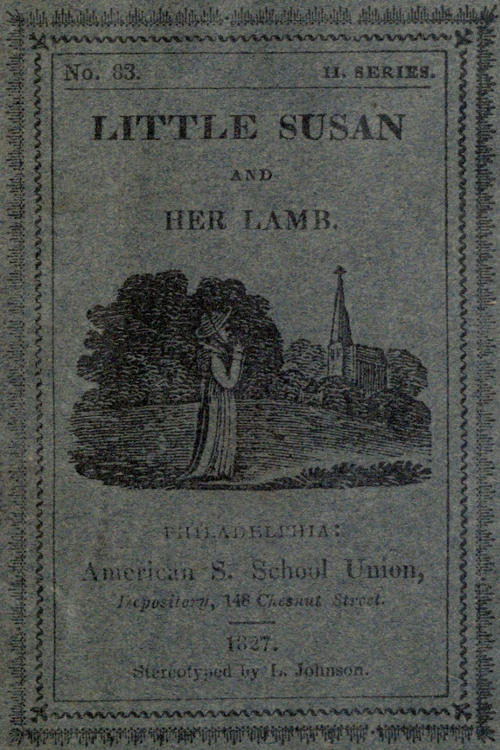 No. 83. II. SERIES.
LITTLE SUSAN
AND
HER LAMB.
PHILADELPHIA:
American S. School Union,
Depository, 148 Chesnut Street.
1827.
Stereotyped by L. Johnson.